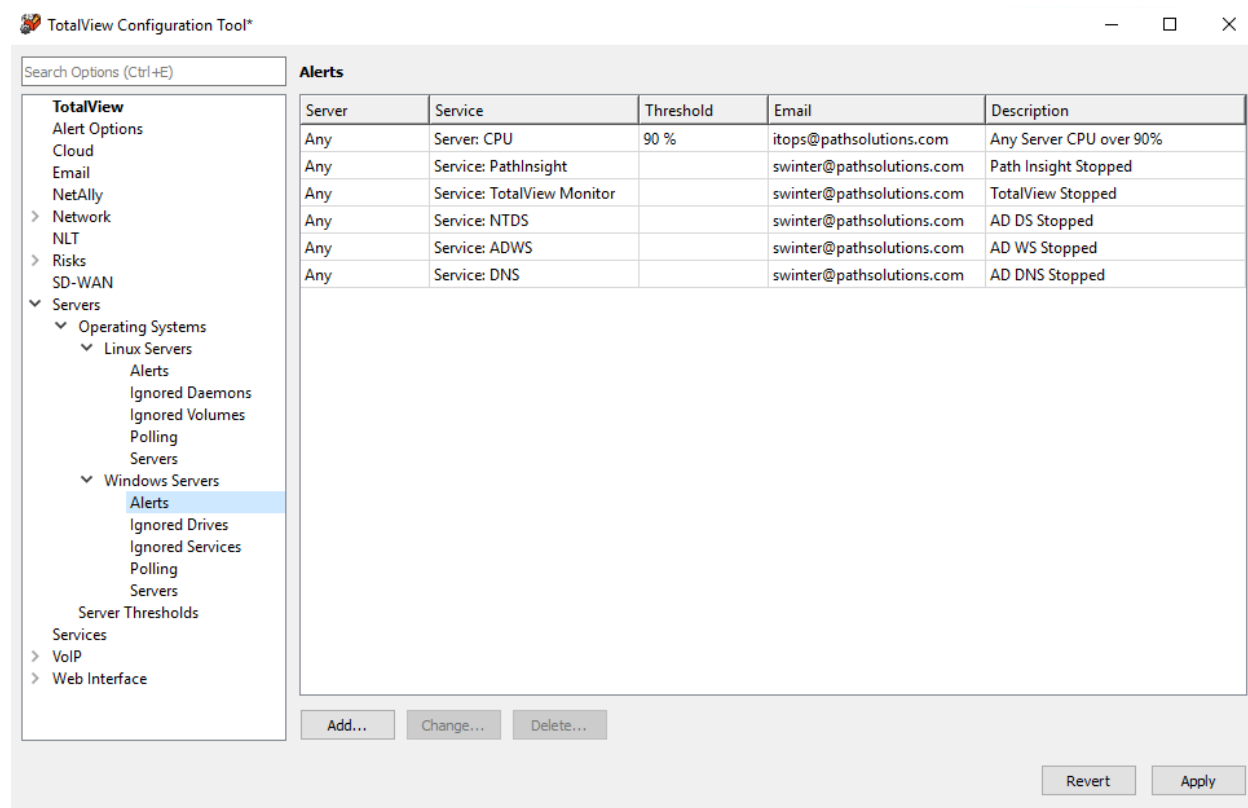 TotalView Configuration Tool*
Search Options (Ctrl+E)
TotalView
Alert Options
Cloud
Email
NetAlly
Network
NLT
Risks
SD-WAN
Servers
Operating Systems
Linux Servers
Alerts
Ignored Daemons
Ignored Volumes
Polling
Servers
Windows Servers
Alerts
Ignored Drives
Ignored Services
Polling
Servers
Server Thresholds
Services
VoIP
Web Interface
Alerts
Server Service Threshold Email Description
Any Server: CPU 90 % itops@pathsolutions.com Any Server CPU over 90%
Any Service: PathInsight swinter@pathsolutions.com Path Insight Stopped
Any Service: TotalView Monitor swinter@pathsolutions.com TotalView Stopped
Any Service: NTDS swinter@pathsolutions.com AD DS Stopped
Any Service: ADWS swinter@pathsolutions.com AD WS Stopped
Any Service: DNS swinter@pathsolutions.com AD DNS Stopped
Add... Change... Delete...
Revert Apply